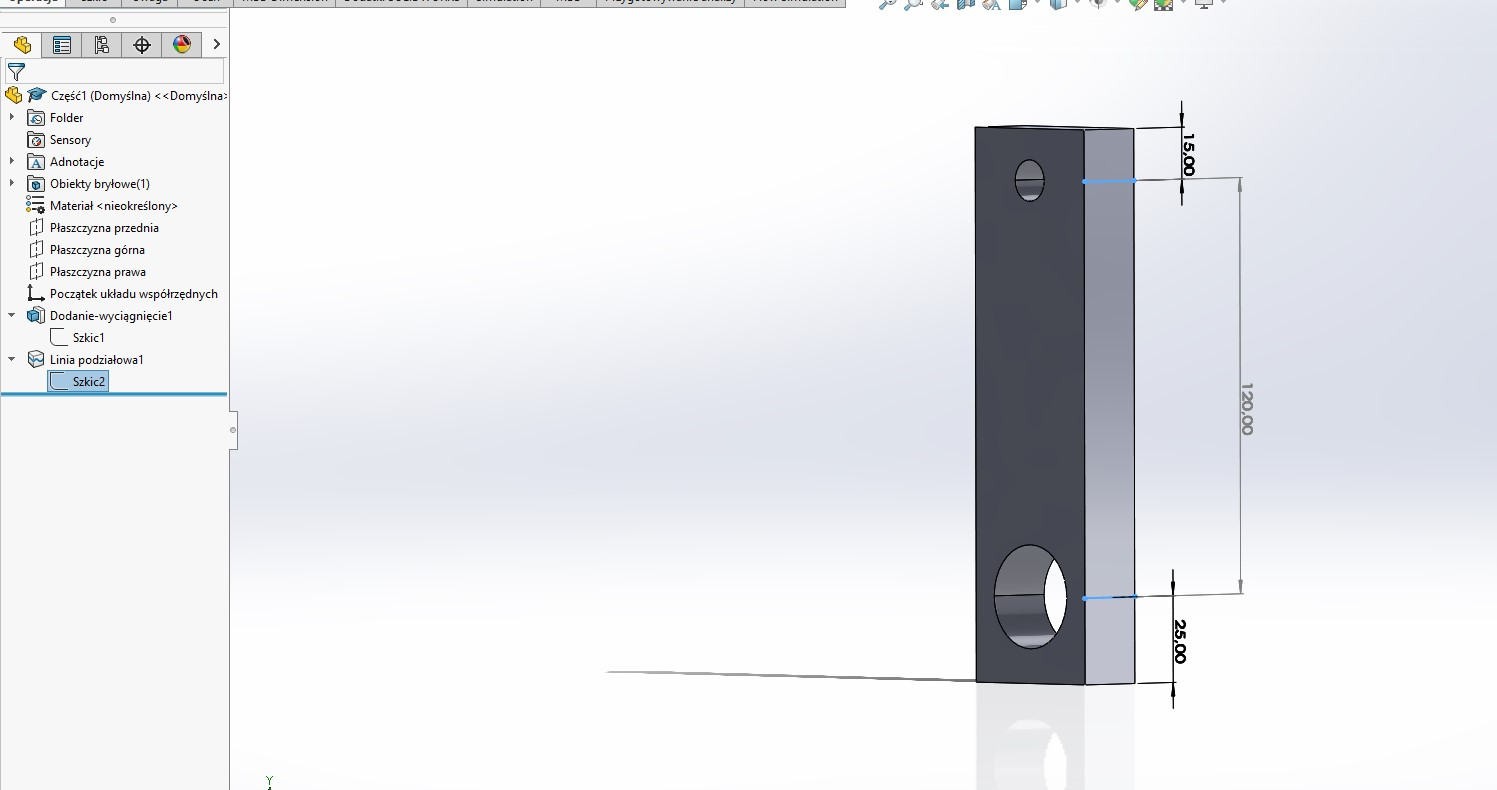 Część1 (Domyślna) <<Domyślna>
Folder
Sensory
Adnotacje
Obiekty bryłowe(1)
Materiał <nieokreślony>
Płaszczyzna przednia
Płaszczyzna górna
Płaszczyzna prawa
Początek układu współrzędnych
Dodanie-wyciągnięcie1
Szkic1
Linia podziałowa1
Szkic2
15,00
120,00
25,00
Y